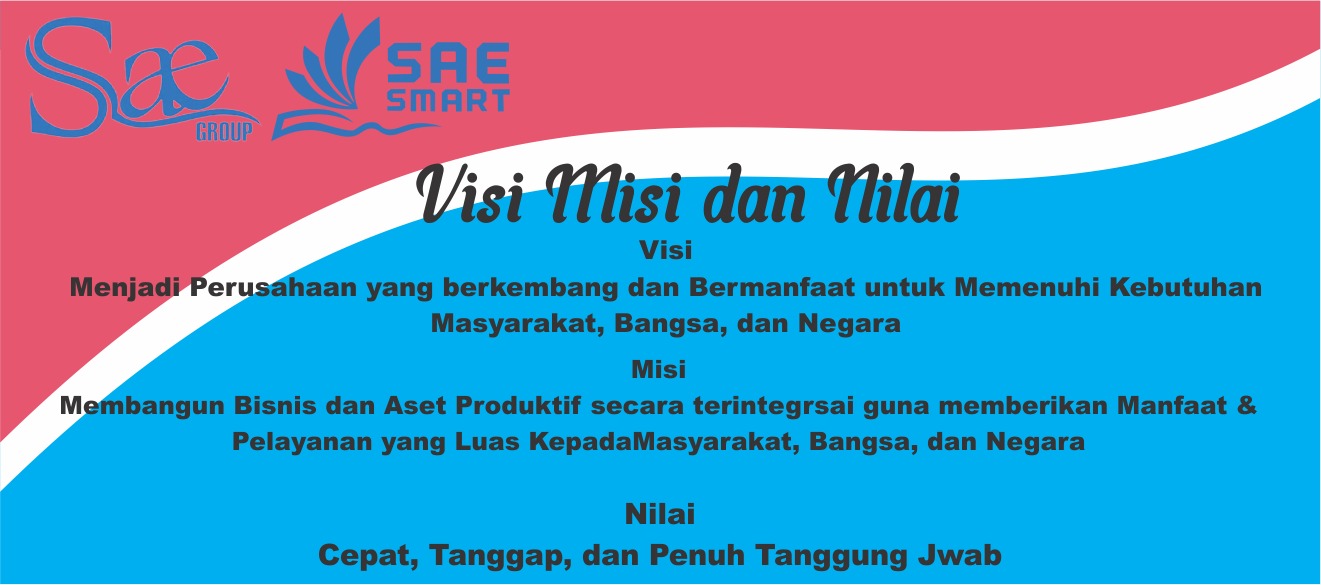 Sae
GROUP
SAE
SMART
Visi Misi dan Nilai
Visi
Menjadi Perusahaan yang berkembang dan Bermanfaat untuk Memenuhi Kebutuhan
Masyarakat, Bangsa, dan Negara
Misi
Membangun Bisnis dan Aset Produktif secara terintegrsai guna memberikan Manfaat &
Pelayanan yang Luas KepadaMasyarakat, Bangsa, dan Negara
Nilai
Cepat, Tanggap, dan Penuh Tanggung Jwab